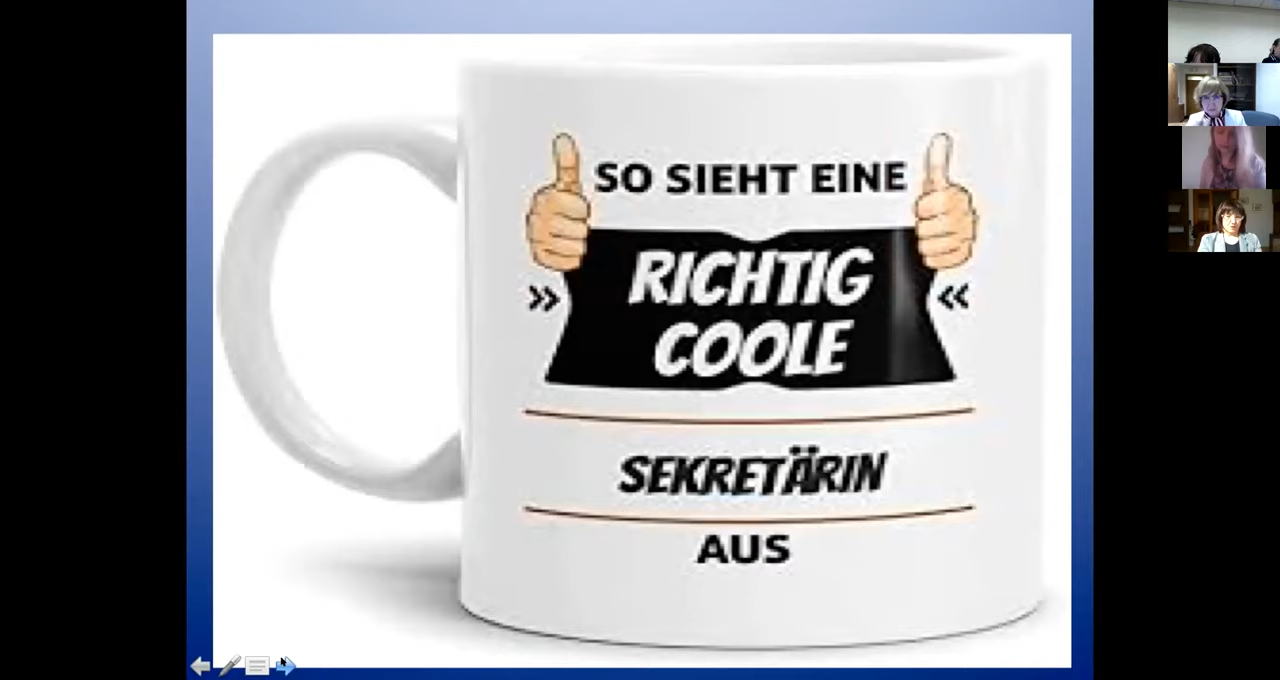 SO SIEHT EINE
» RICHTIG «
COOLE
SEKRETÄRIN
AUS